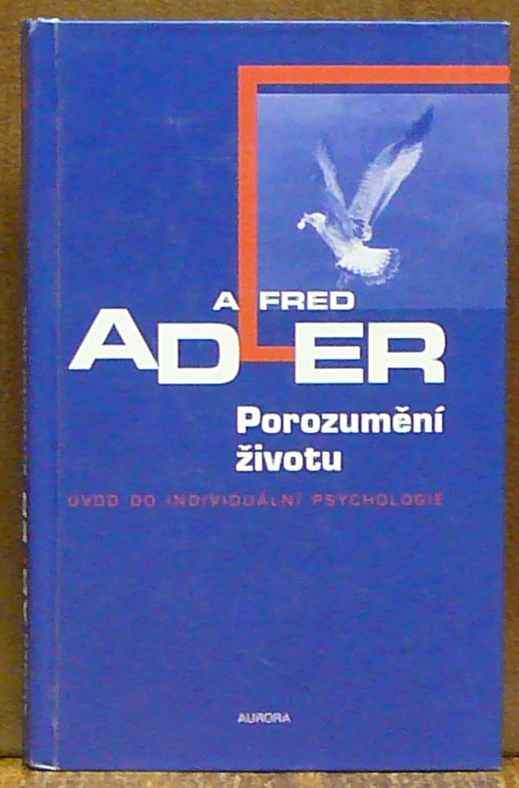 ALFRED
ADLER
Porozumění
životu
ÚVOD DO INDIVIDUÁLNÍ PSYCHOLOGIE
AURORA